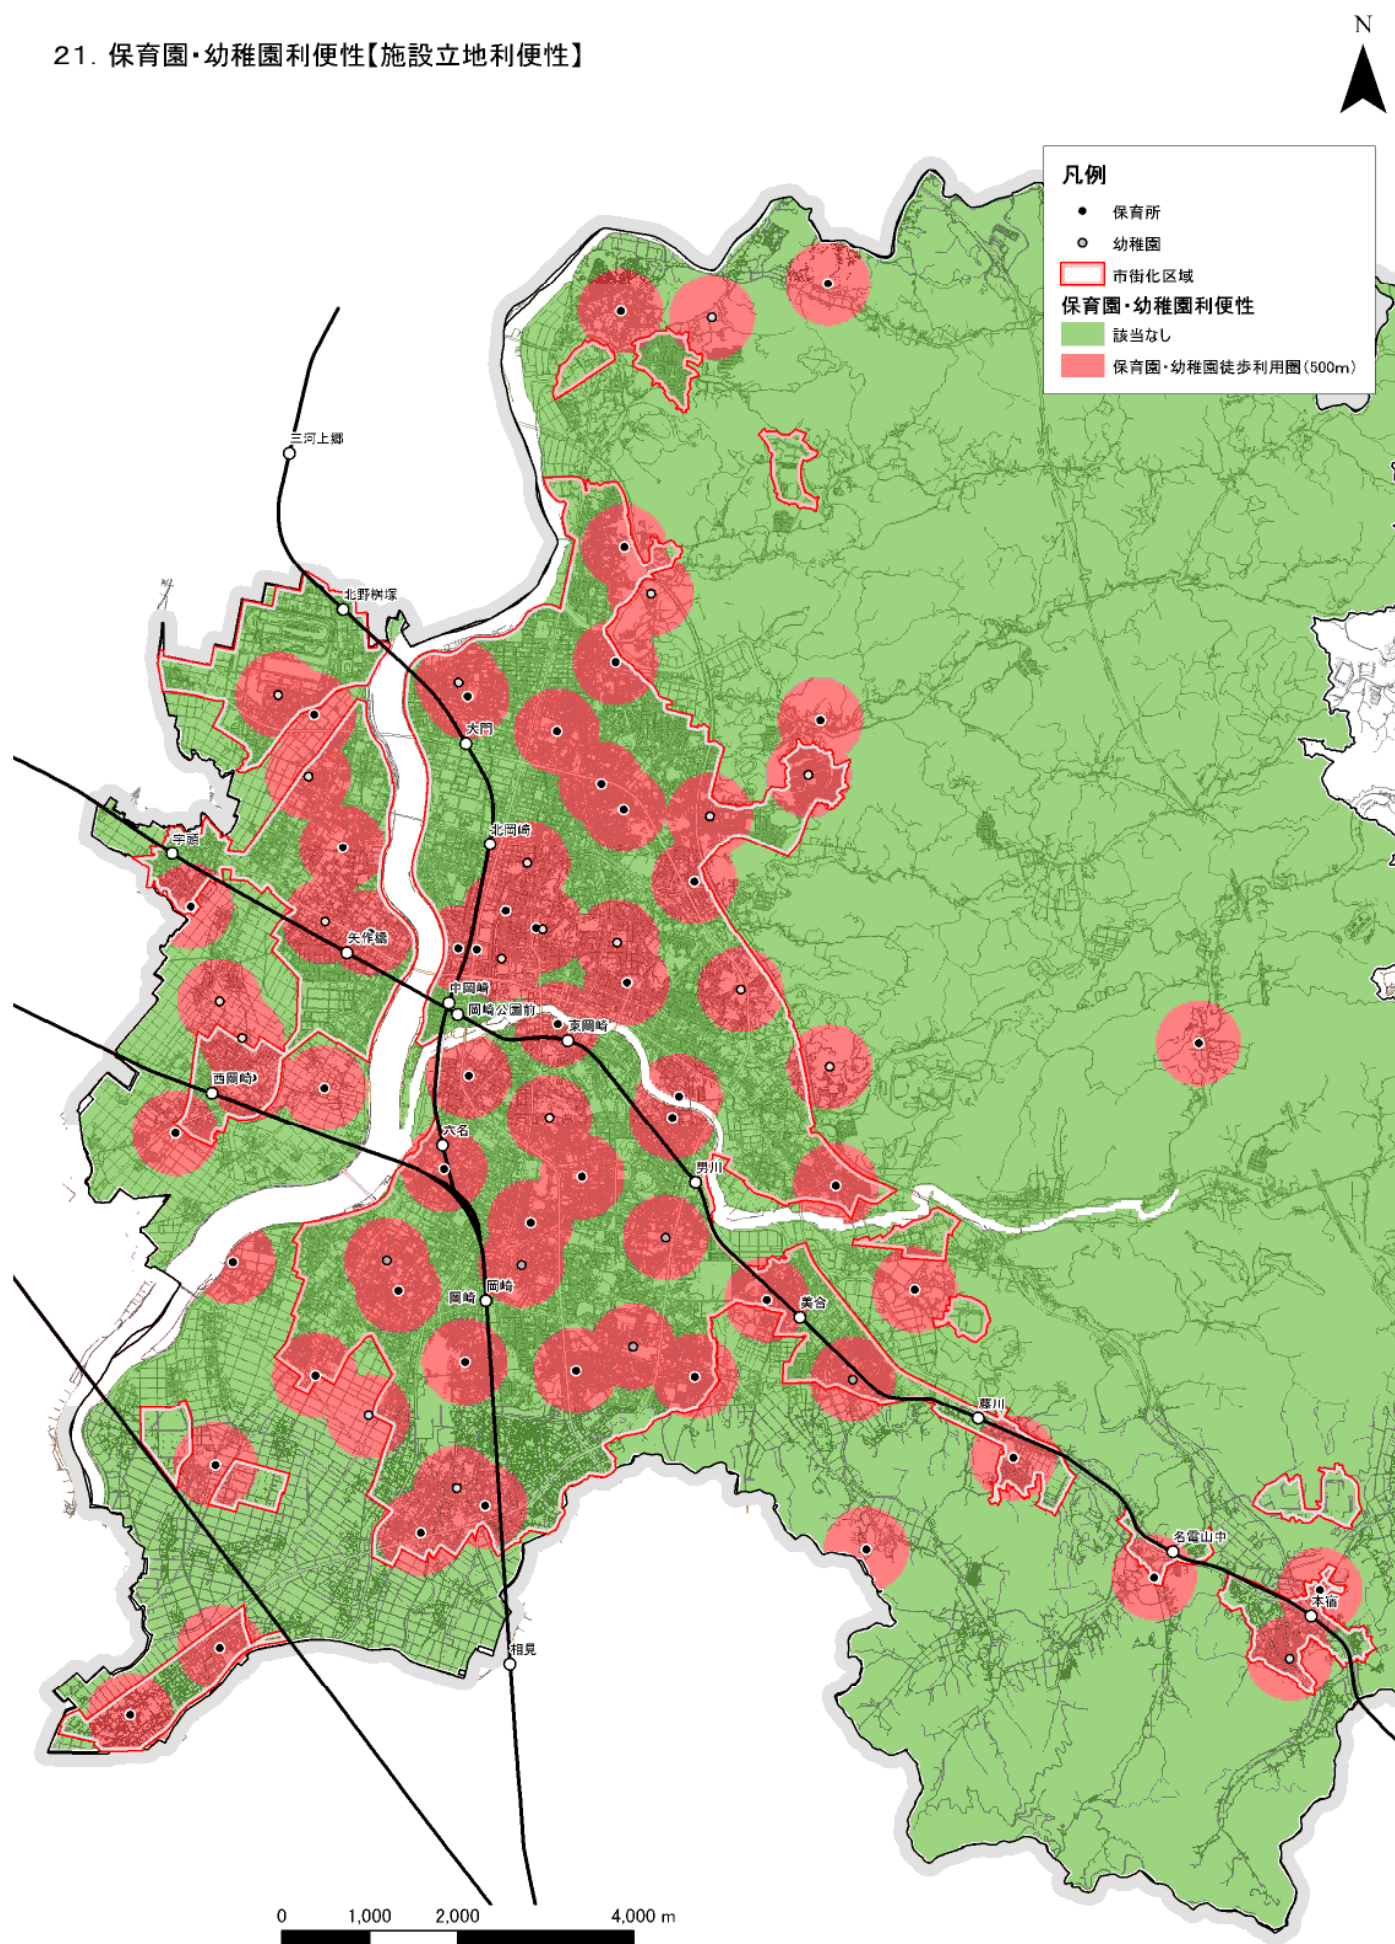 21. 保育園・幼稚園利便性【施設立地利便性】
N
凡例
保育所
幼稚園
市街化区域
保育園・幼稚園利便性
該当なし
保育園・幼稚園徒歩利用圏(500m)
三河上郷
北野桝塚
大門
宇頭
北岡崎
矢作橋
中岡崎
岡崎公園前
東岡崎
西岡崎
六名
男川
岡崎
岡崎
美合
藤川
名電山中
本宿
相見
0 1,000 2,000 4,000 m